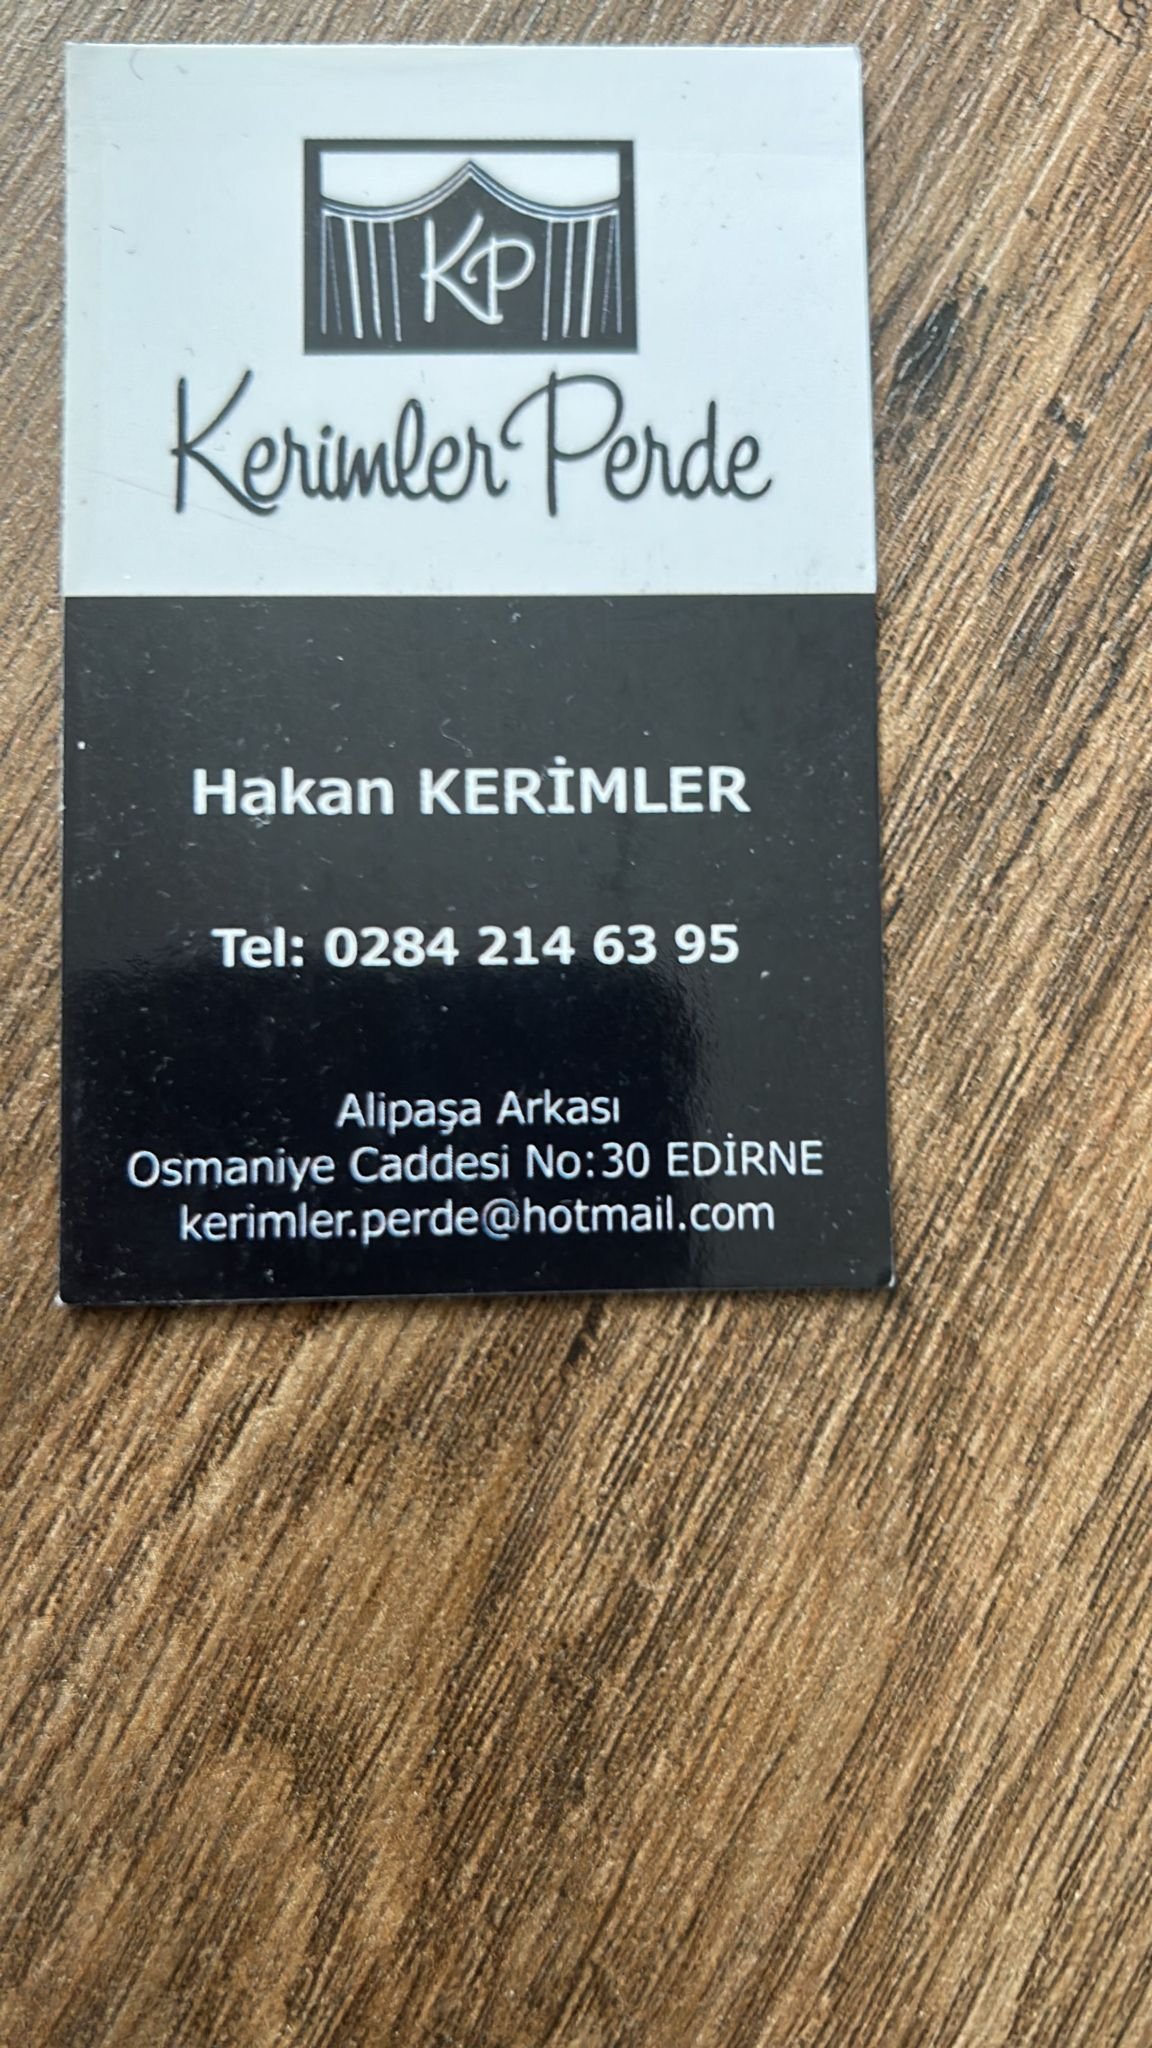 KP
Kerimler Perde
Hakan KERİMLER
Tel: 0284 214 63 95
Alipaşa Arkası
Osmaniye Caddesi No:30 EDİRNE
kerimler.perde@hotmail.com